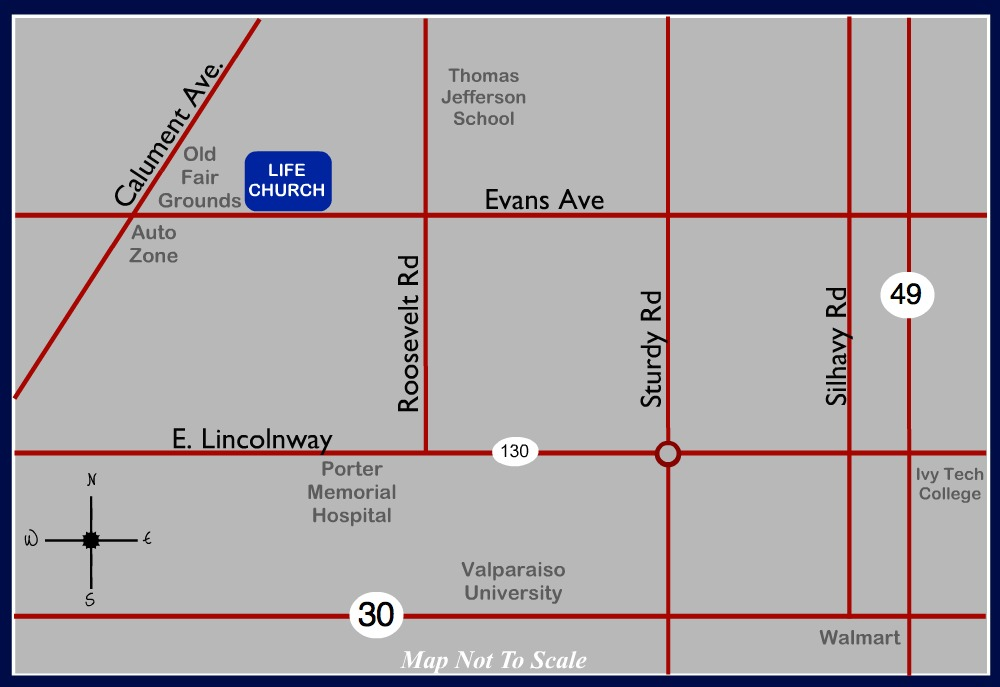 Thomas
Jefferson
School
Calument Ave.
Old
Fair
Grounds
LIFE
CHURCH
Evans Ave
Auto
Zone
Roosevelt Rd
Sturdy Rd
Silhavy Rd
49
E. Lincolnway
130
Porter
Memorial
Hospital
Ivy Tech
College
N
W
E
S
Valparaiso
University
30
Walmart
Map Not To Scale